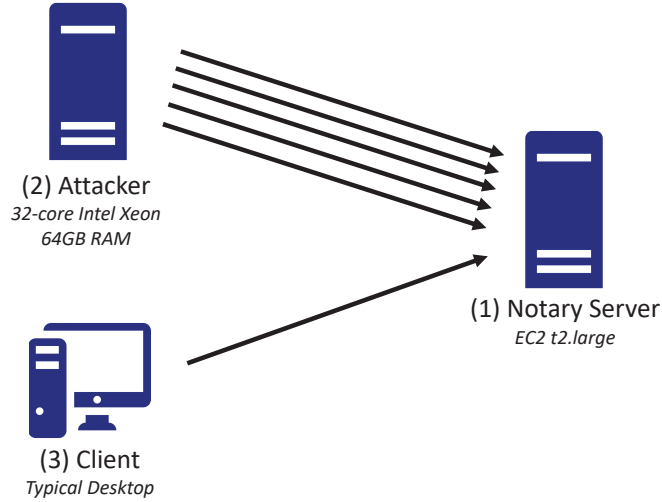 (2) Attacker
32-core Intel Xeon
64GB RAM
(1) Notary Server
EC2 t2.large
(3) Client
Typical Desktop